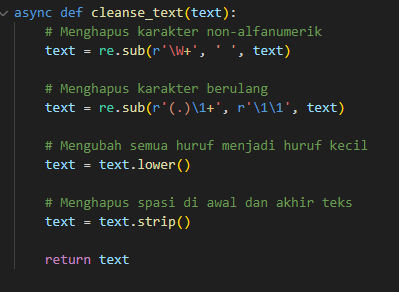 async def cleanse_text(text):
    # Menghapus karakter non-alfanumerik
    text = re.sub(r'\W+', ' ', text)

    # Menghapus karakter berulang
    text = re.sub(r'(.)\1+', r'\1\1', text)

    # Mengubah semua huruf menjadi huruf kecil
    text = text.lower()

    # Menghapus spasi di awal dan akhir teks
    text = text.strip()

    return text